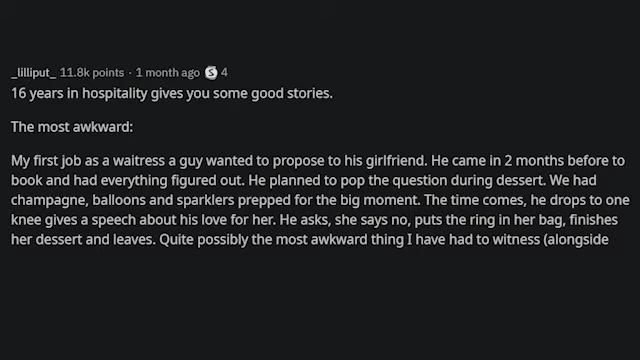 _lilliput_ 11.8k points · 1 month ago S 4
16 years in hospitality gives you some good stories.
The most awkward:
My first job as a waitress a guy wanted to propose to his girlfriend. He came in 2 months before to
book and had everything figured out. He planned to pop the question during dessert. We had
champagne, balloons and sparklers prepped for the big moment. The time comes, he drops to one
knee gives a speech about his love for her. He asks, she says no, puts the ring in her bag, finishes
her dessert and leaves. Quite possibly the most awkward thing I have had to witness (alongside